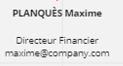 PLANQUÈS Maxime
Directeur Financier
maxime@company.com